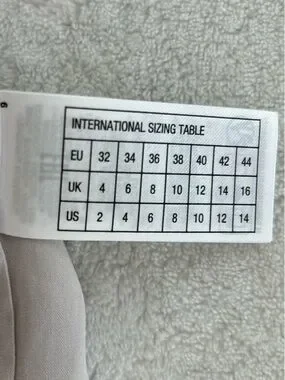 INTERNATIONAL SIZING TABLE
EU 32 34 36 38 40 42 44
UK 4 6 8 10 12 14 16
US 2 4 6 8 10 12 14